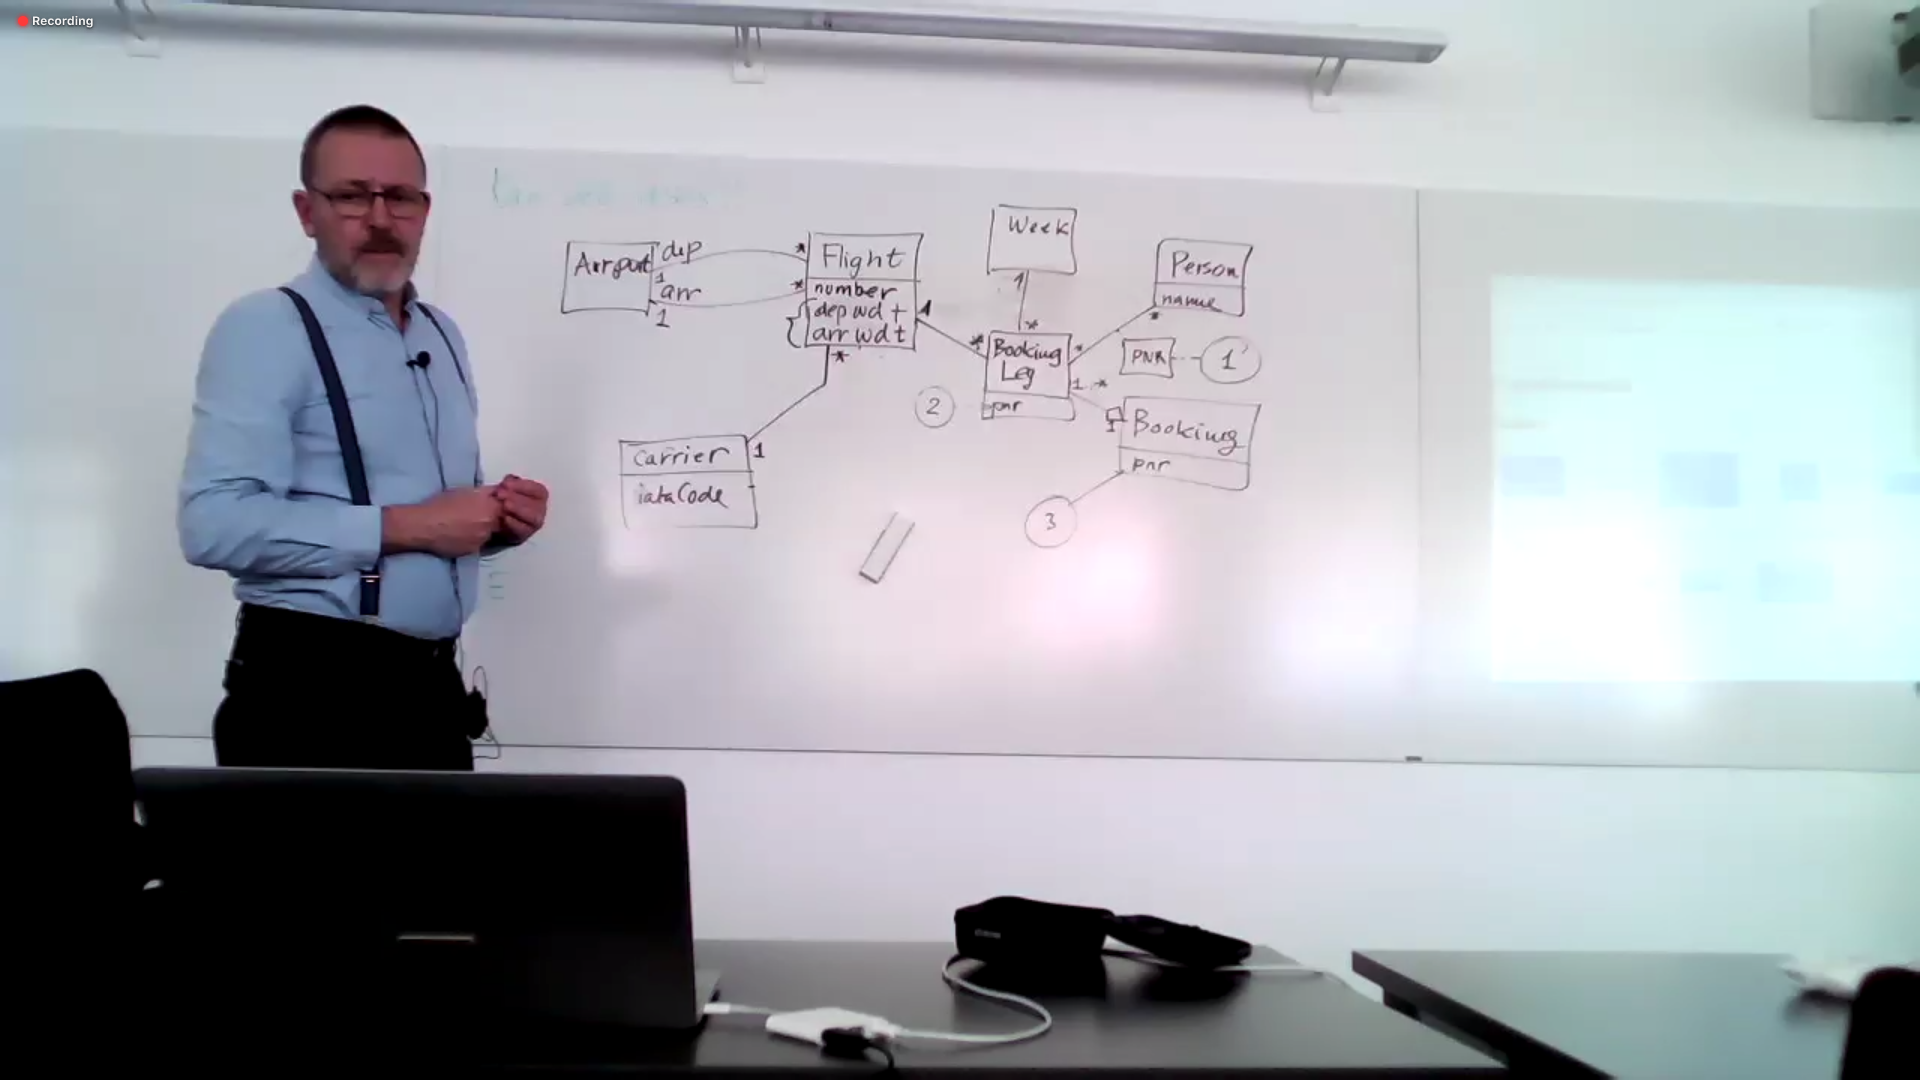 Recording
Week
Airport
dep
*
Flight
Person
1
arr
*
number
1
name
1
dep wd t
1
*
*
arr wd t
*
Booking
*
PNR
1
*
Leg
1..*
2
pnr
1
Booking
Carrier
1
pnr
iataCode
3
E